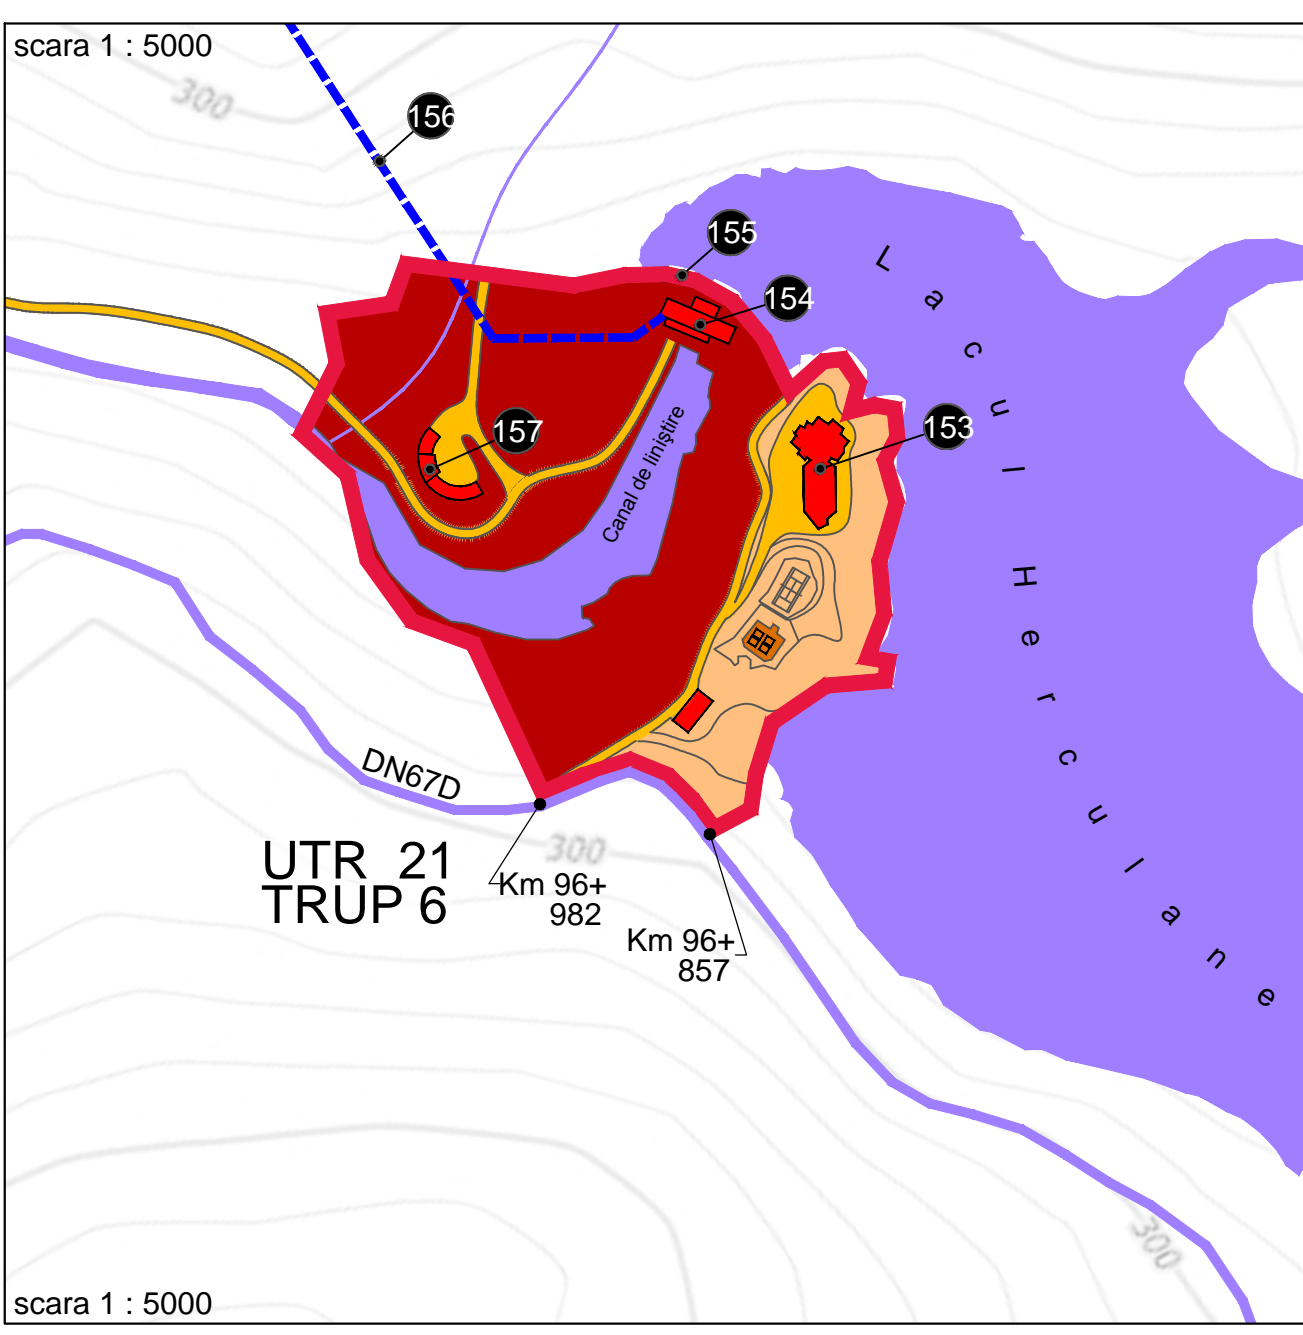 scara 1 : 5000
300
156
155
154
Lacul Herculane
157
153
Canal de liniştire
DN67D
UTR 21
TRUP 6
300
Km 96+
982
Km 96+
857
300
scara 1 : 5000